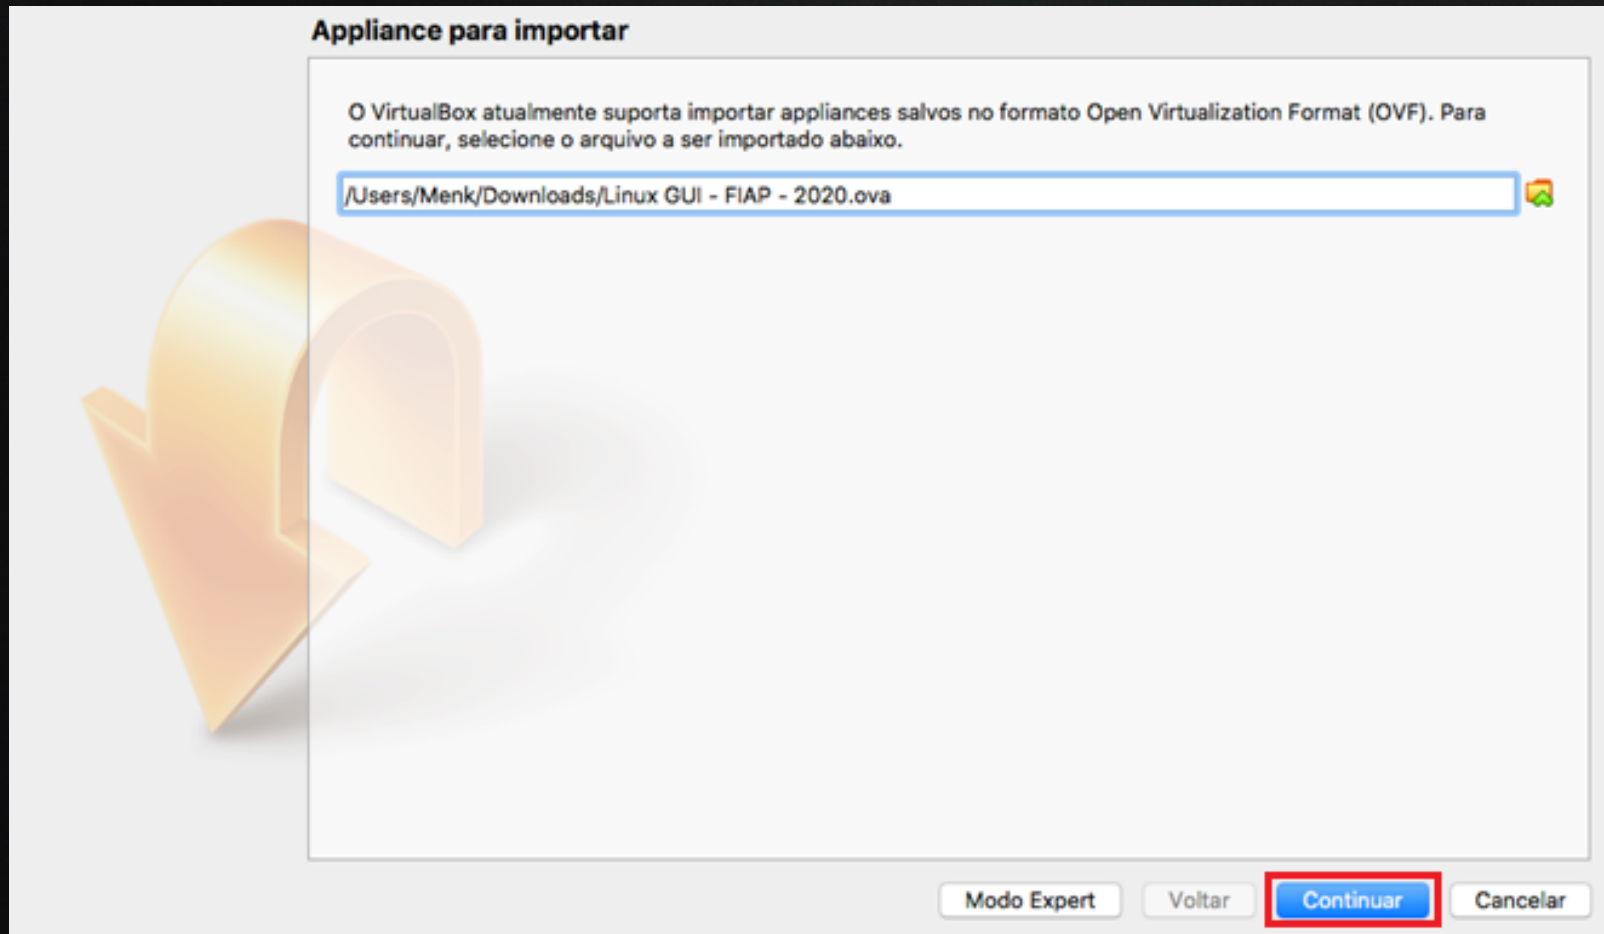 Appliance para importar
O VirtualBox atualmente suporta importar appliances salvos no formato Open Virtualization Format (OVF). Para
continuar, selecione o arquivo a ser importado abaixo.
/Users/Menk/Downloads/Linux GUI - FIAP - 2020.ova
Modo Expert
Voltar
Continuar
Cancelar